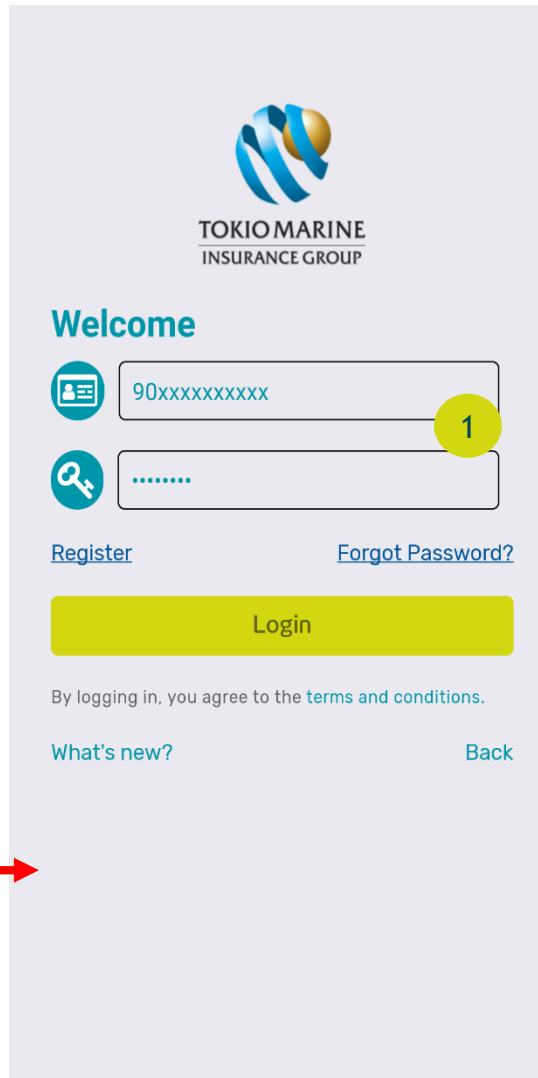 TOKIO MARINE
INSURANCE GROUP
Welcome
90xxxxxxxxxx
1
••••••••
Register Forgot Password?
Login
By logging in, you agree to the terms and conditions.
What's new? Back